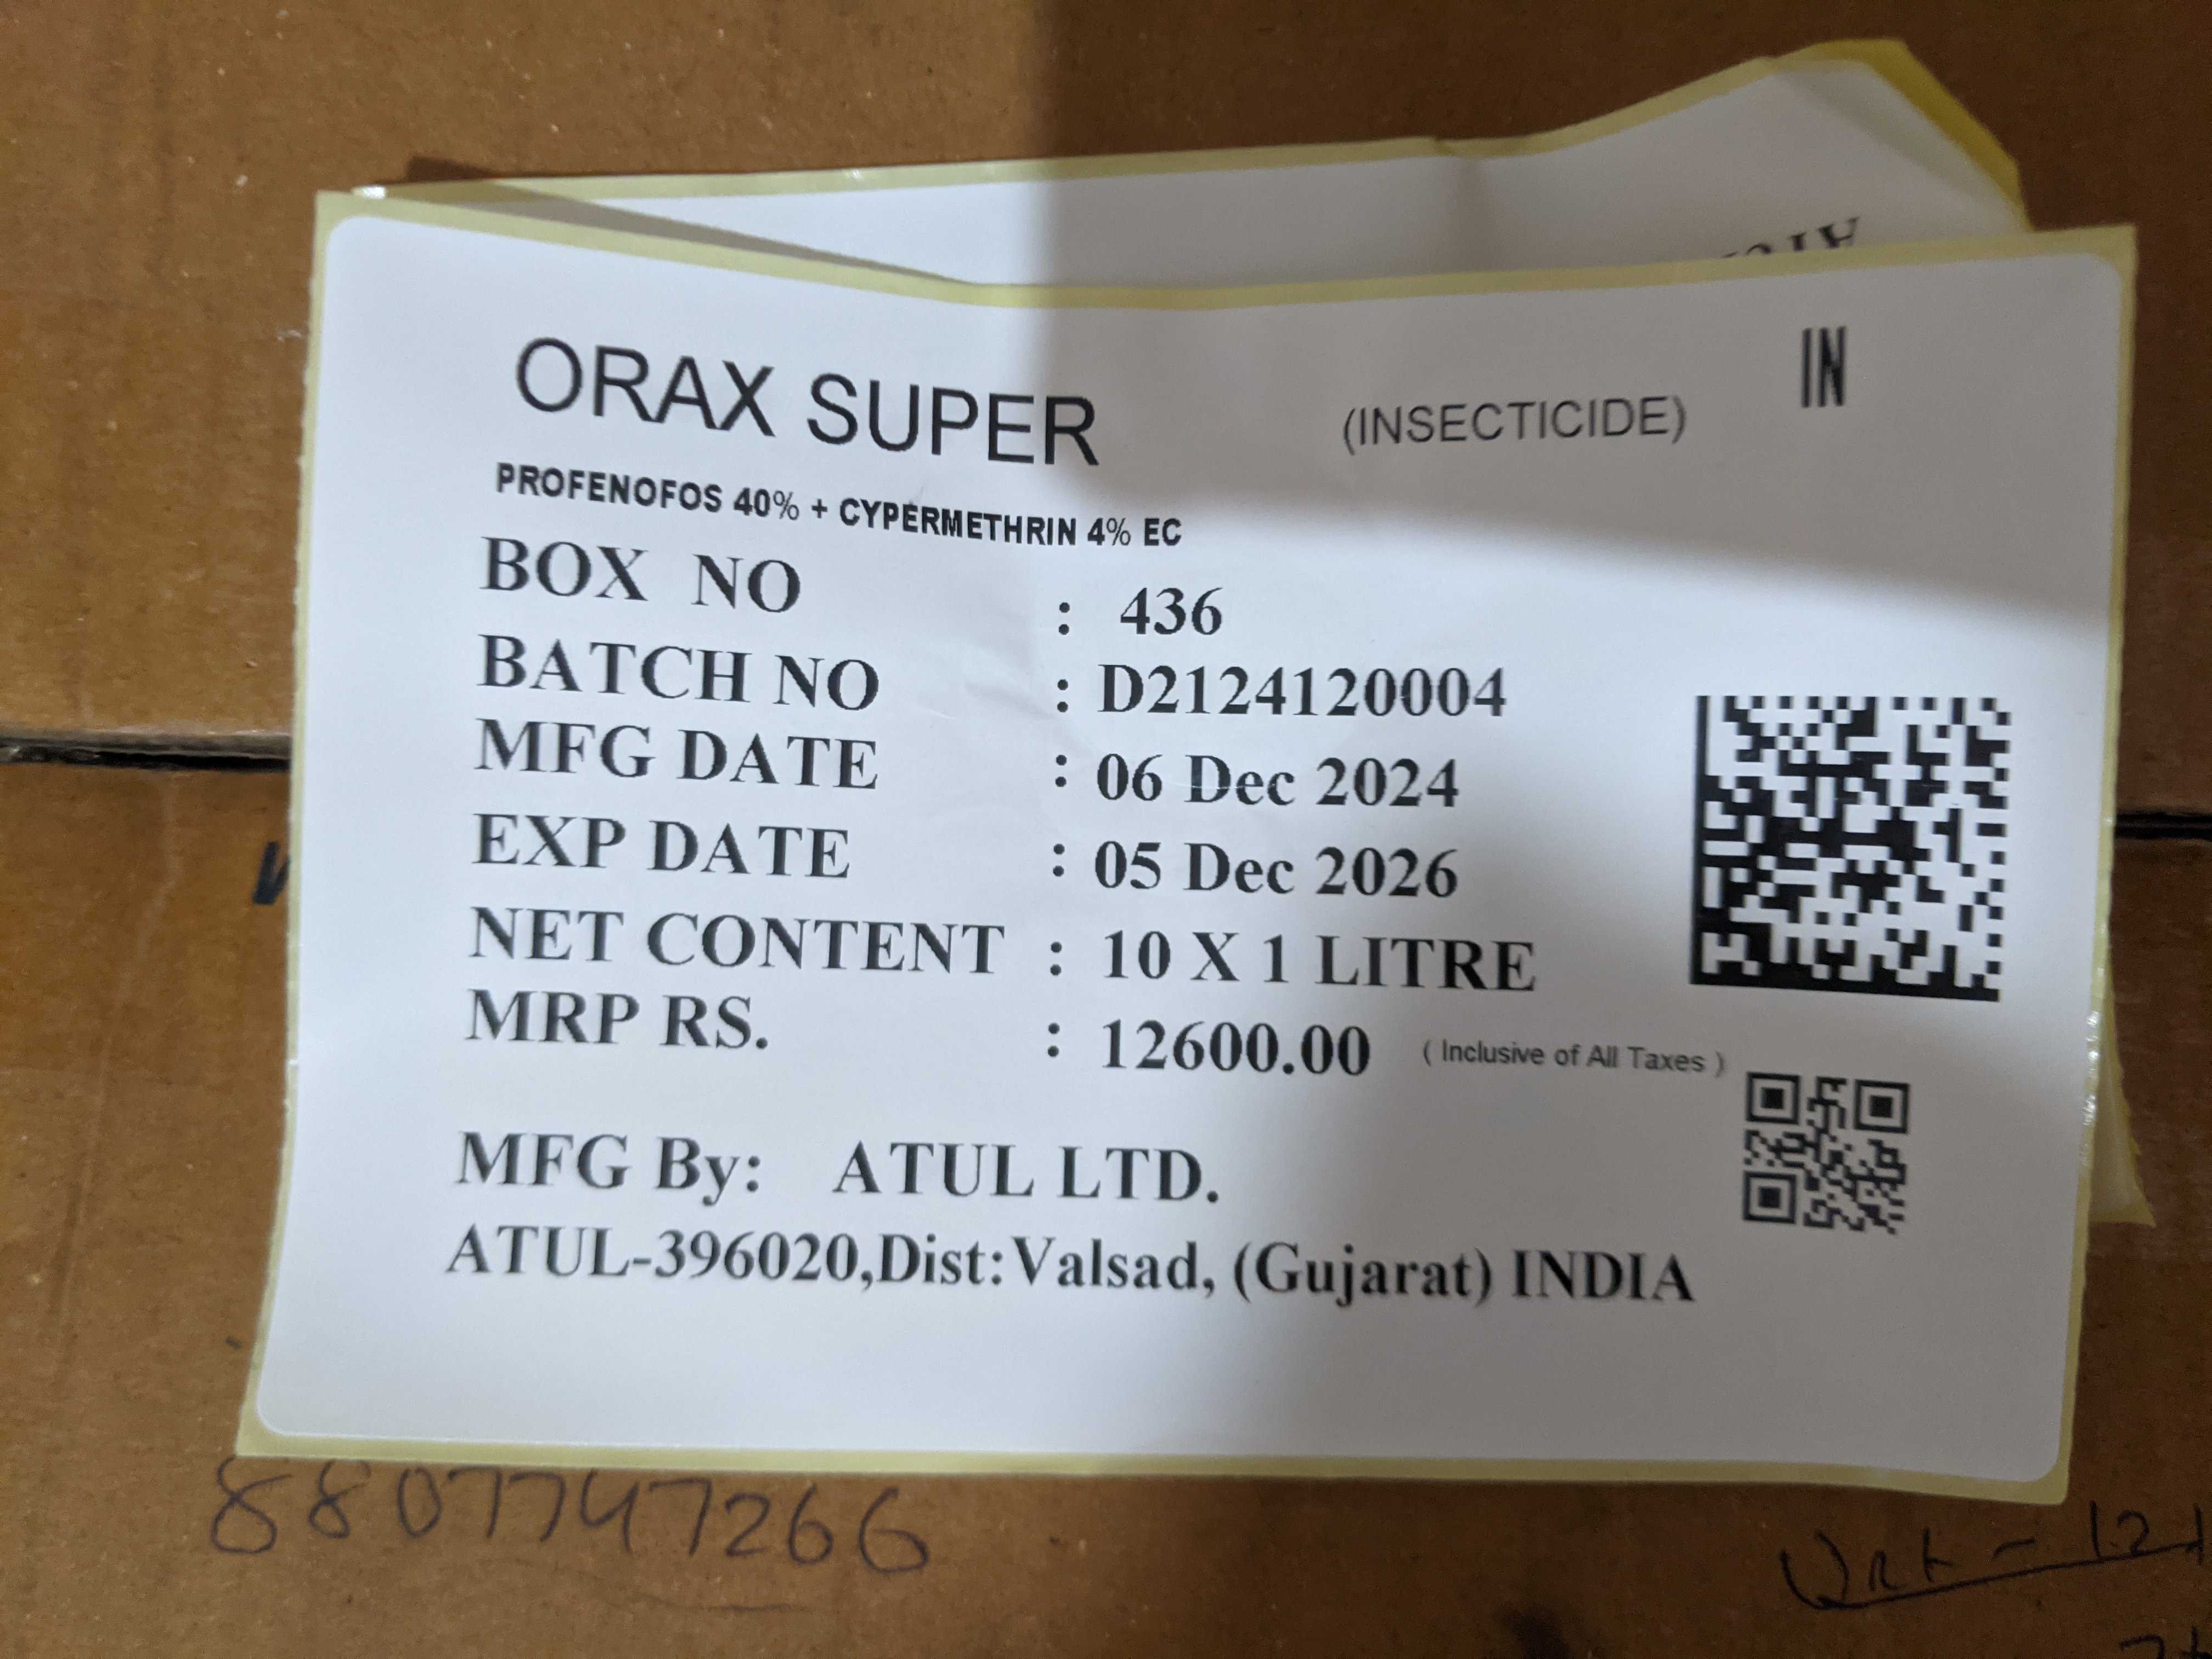 ORAX SUPER (INSECTICIDE) IN
PROFENOFOS 40% + CYPERMETHRIN 4% EC
BOX NO : 436
BATCH NO : D2124120004
MFG DATE : 06 Dec 2024
EXP DATE : 05 Dec 2026
NET CONTENT : 10 X 1 LITRE
MRP RS. : 12600.00 ( Inclusive of All Taxes )
MFG By: ATUL LTD.
ATUL-396020,Dist:Valsad, (Gujarat) INDIA
8807747266